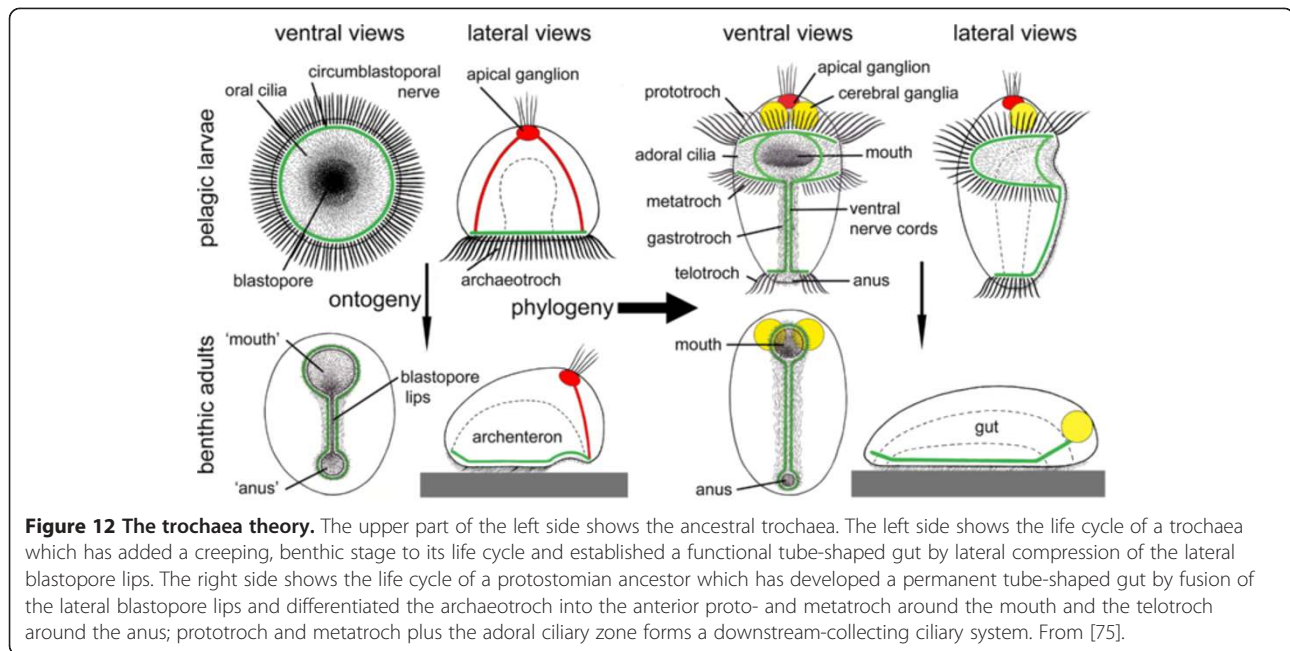 ventral views
lateral views
ventral views
lateral views
pelagic larvae
oral cilia
circumblastoporal
nerve
blastopore
apical ganglion
archaeotroch
prototroch
adoral cilia
metatroch
gastrotroch
telotroch
apical ganglion
cerebral ganglia
mouth
ventral
nerve cords
anus
ontogeny
phylogeny
benthic adults
'mouth'
blastopore
lips
'anus'
archenteron
mouth
anus
gut
Figure 12 The trochaea theory. The upper part of the left side shows the ancestral trochaea. The left side shows the life cycle of a trochaea
which has added a creeping, benthic stage to its life cycle and established a functional tube-shaped gut by lateral compression of the lateral
blastopore lips. The right side shows the life cycle of a protostomian ancestor which has developed a permanent tube-shaped gut by fusion of
the lateral blastopore lips and differentiated the archaeotroch into the anterior proto- and metatroch around the mouth and the telotroch
around the anus; prototroch and metatroch plus the adoral ciliary zone forms a downstream-collecting ciliary system. From [75].